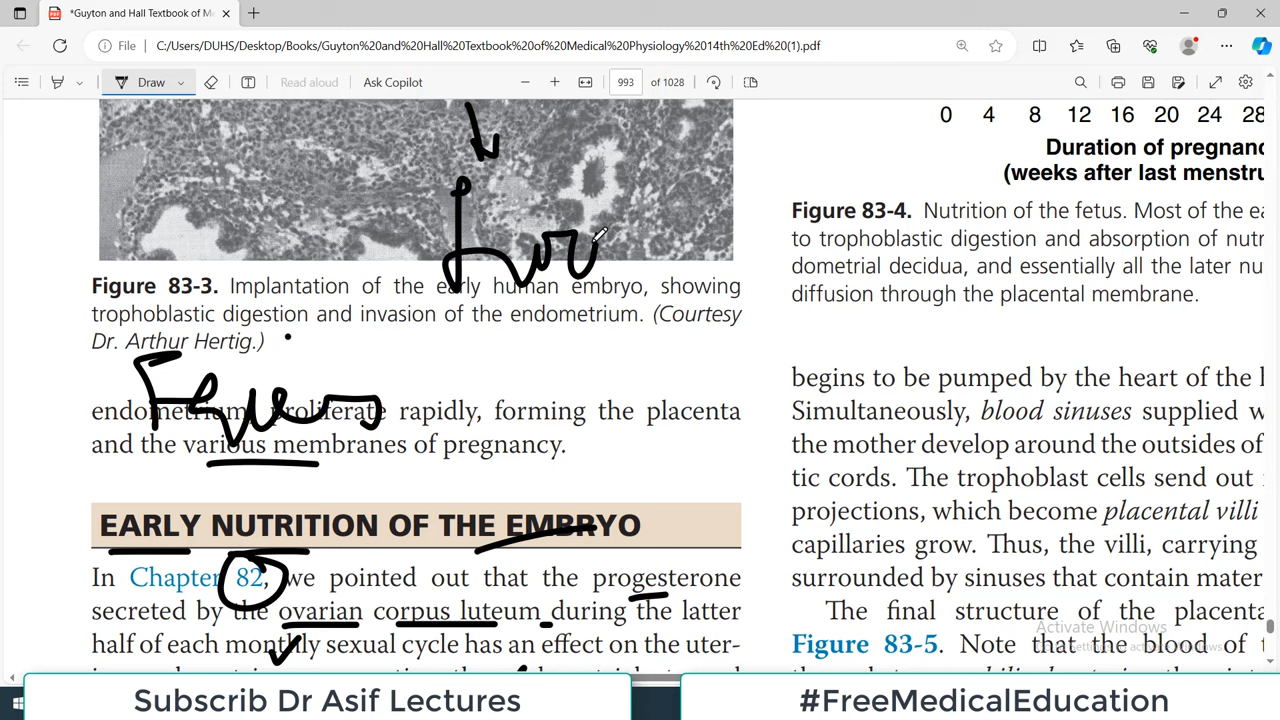 *Guyton and Hall Textbook of Me
File
C:/Users/DUHS/Desktop/Books/Guyton%20and%20Hall%20Textbook%20of%20Medical%20Physiology%2014th%20Ed%20(1).pdf
Draw
Read aloud
Ask Copilot
993 of 1028
Figure 83-3. Implantation of the early human embryo, showing
trophoblastic digestion and invasion of the endometrium. (Courtesy
Dr. Arthur Hertig.)
endometrium, proliferate rapidly, forming the placenta
and the various membranes of pregnancy.
EARLY NUTRITION OF THE EMBRYO
In Chapter 82, we pointed out that the progesterone
secreted by the ovarian corpus luteum during the latter
half of each monthly sexual cycle has an effect on the uter-
0 4 8 12 16 20 24 28
Duration of pregnanc
(weeks after last menstru
Figure 83-4. Nutrition of the fetus. Most of the ea
to trophoblastic digestion and absorption of nutr
dometrial decidua, and essentially all the later nu
diffusion through the placental membrane.
begins to be pumped by the heart of the
Simultaneously, blood sinuses supplied w
the mother develop around the outsides of
tic cords. The trophoblast cells send out
projections, which become placental villi
capillaries grow. Thus, the villi, carrying
surrounded by sinuses that contain mater
The final structure of the placenta
Figure 83-5. Note that the blood of
Activate Windows
Subscrib Dr Asif Lectures
#FreeMedicalEducation